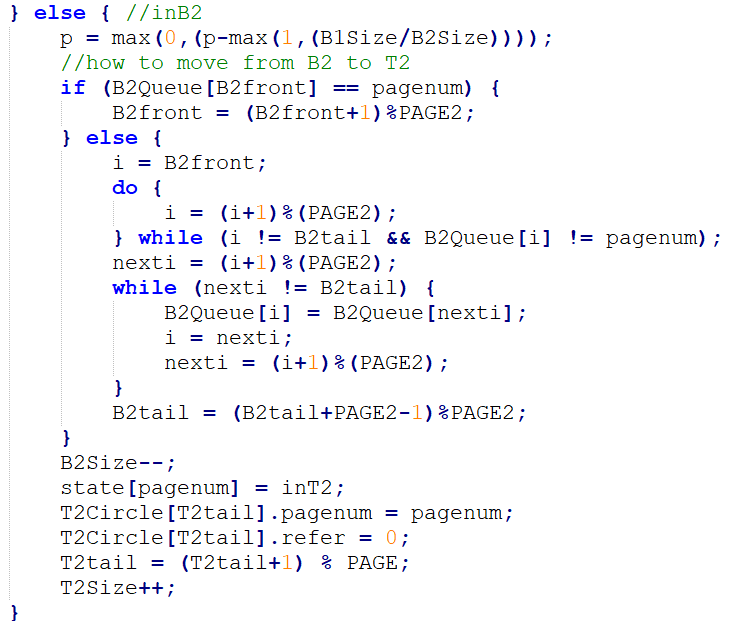 } else { //inB2
    p = max(0,(p-max(1,(B1Size/B2Size))));
    //how to move from B2 to T2
    if (B2Queue[B2front] == pagenum) {
        B2front = (B2front+1)%PAGE2;
    } else {
        i = B2front;
        do {
            i = (i+1)%(PAGE2);
        } while (i != B2tail && B2Queue[i] != pagenum);
        nexti = (i+1)%(PAGE2);
        while (nexti != B2tail) {
            B2Queue[i] = B2Queue[nexti];
            i = nexti;
            nexti = (i+1)%(PAGE2);
        }
        B2tail = (B2tail+PAGE2-1)%PAGE2;
    }
    B2Size--;
    state[pagenum] = inT2;
    T2Circle[T2tail].pagenum = pagenum;
    T2Circle[T2tail].refer = 0;
    T2tail = (T2tail+1) % PAGE;
    T2Size++;
}